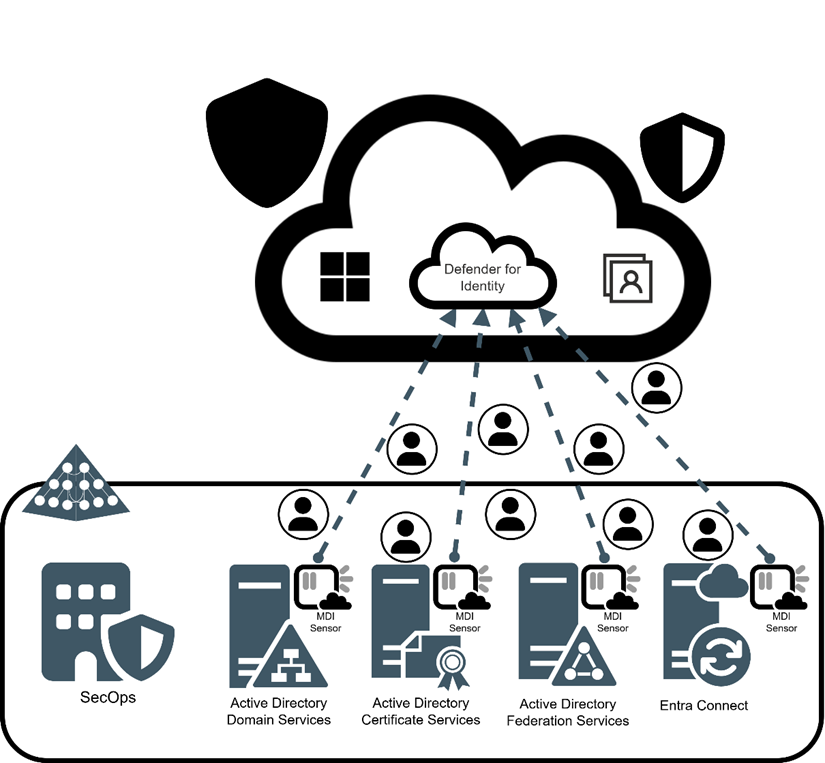 Defender for
Identity
MDI
Sensor
MDI
Sensor
MDI
Sensor
MDI
Sensor
SecOps
Active Directory
Domain Services
Active Directory
Certificate Services
Active Directory
Federation Services
Entra Connect